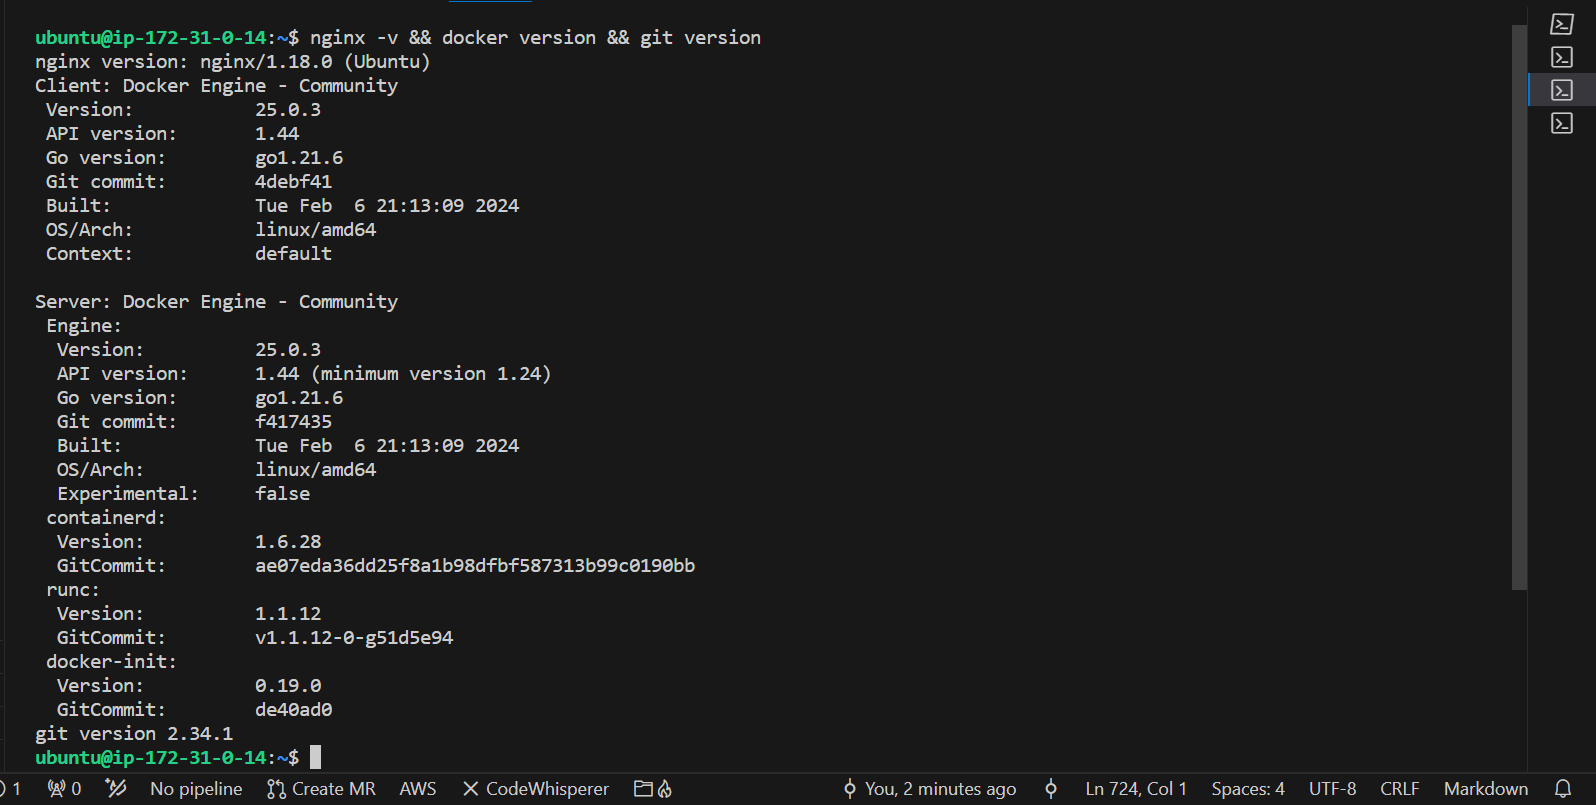 ubuntu@ip-172-31-0-14:~$ nginx -v && docker version && git version
nginx version: nginx/1.18.0 (Ubuntu)
Client: Docker Engine - Community
 Version:           25.0.3
 API version:       1.44
 Go version:        go1.21.6
 Git commit:        4debf41
 Built:             Tue Feb  6 21:13:09 2024
 OS/Arch:           linux/amd64
 Context:           default

Server: Docker Engine - Community
 Engine:
  Version:          25.0.3
  API version:      1.44 (minimum version 1.24)
  Go version:       go1.21.6
  Git commit:       f417435
  Built:            Tue Feb  6 21:13:09 2024
  OS/Arch:          linux/amd64
  Experimental:     false
 containerd:
  Version:          1.6.28
  GitCommit:        ae07eda36dd25f8a1b98dfbf587313b99c0190bb
 runc:
  Version:          1.1.12
  GitCommit:        v1.1.12-0-g51d5e94
 docker-init:
  Version:          0.19.0
  GitCommit:        de40ad0
git version 2.34.1
ubuntu@ip-172-31-0-14:~$
1 0 No pipeline Create MR AWS CodeWhisperer You, 2 minutes ago Ln 724, Col 1 Spaces: 4 UTF-8 CRLF Markdown